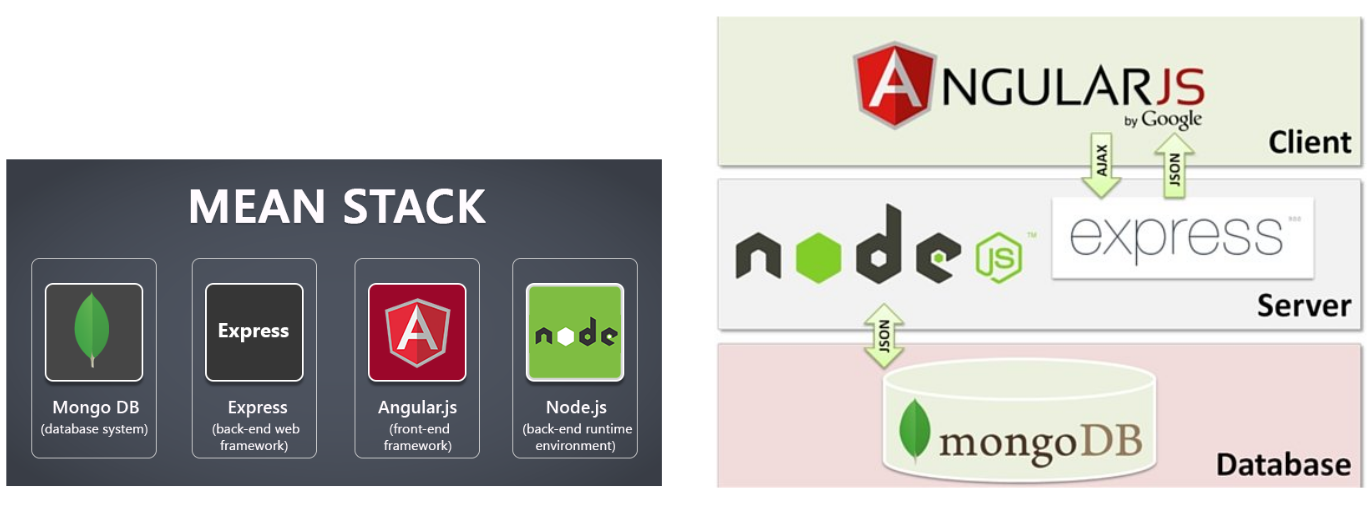 MEAN STACK
Express
node
Mongo DB
(database system)
Express
(back-end web
framework)
Angular.js
(front-end
framework)
Node.js
(back-end runtime
environment)
ANGULARJS
by Google
Client
AJAX
JSON
node
JS
™
express
Server
JSON
mongoDB
Database